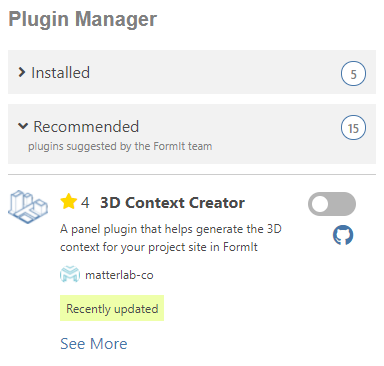 Plugin Manager
Installed
5
Recommended
15
plugins suggested by the FormIt team
4 3D Context Creator
A panel plugin that helps generate the 3D
context for your project site in FormIt
matterlab-co
Recently updated
See More